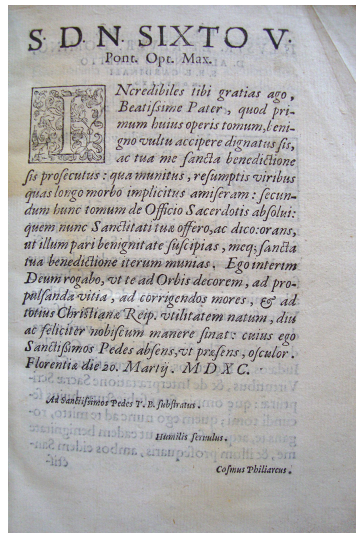 S. D. N. SIXTO V.
Pont. Opt. Max.
INcredibiles tibi gratias ago,
Beatissime Pater, quod pri-
mum huius operis tomum, beni-
gno vultu accipere dignatus sis,
ac tua me sancta benedictione
sis prosecutus: qua munitus, resumptis viribus
quas longo morbo implicitus amiseram: secun-
dum hunc tomum de Officio Sacerdotis absolui:
quem nunc Sanctitati tuæ offero, ac dico: orans,
ut illum pari benignitate suscipias, meq; sancta
tua benedictione iterum munias. Ego interim
Deum rogabo, vt te ad Orbis decorem, ad pro-
pulsanda vitia, ad corrigendos mores, & ad
totius Christianæ Reip. vtilitatem natum, diu
ac feliciter nobiscum manere sinat: cuius ego
Sanctissimos Pedes absens, vt præsens, osculor.
Florentiæ die 20. Martij. MDXC.
Ad Sanctissimos Pedes T. B. substratus.
Humilis seruulus.
Cosmus Philiarcus.